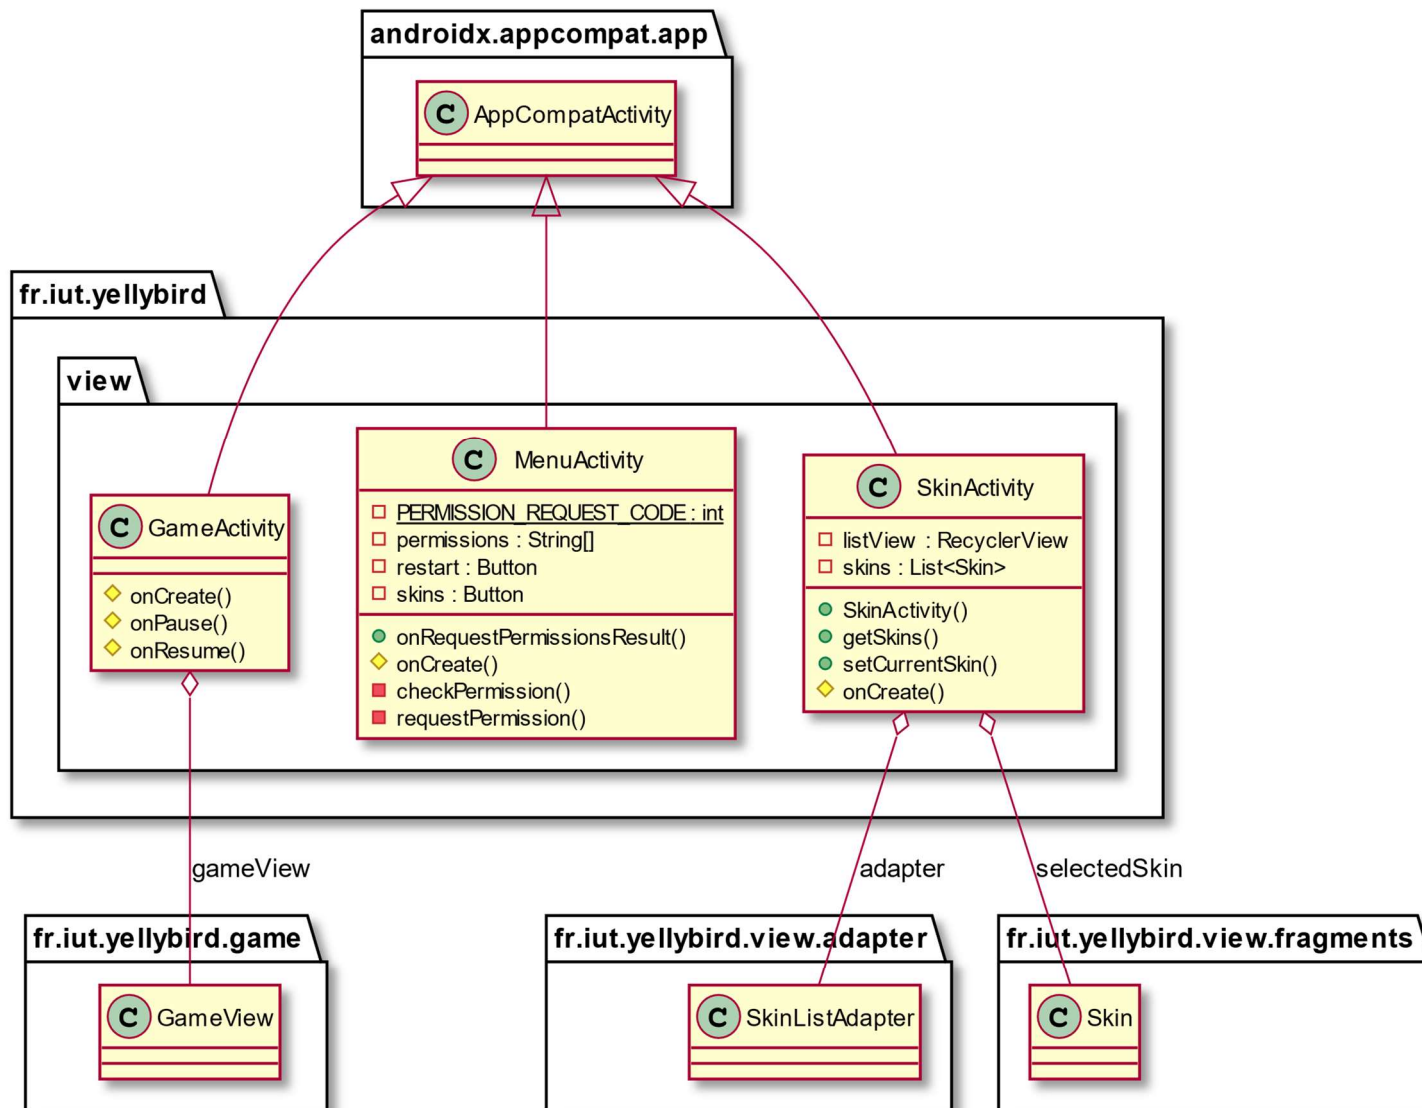 androidx.appcompat.app
C AppCompatActivity
fr.iut.yellybird
view
C GameActivity
onCreate()
onPause()
onResume()
C MenuActivity
PERMISSION_REQUEST_CODE : int
permissions : String[]
restart : Button
skins : Button
onRequestPermissionsResult()
onCreate()
checkPermission()
requestPermission()
C SkinActivity
listView : RecyclerView
skins : List<Skin>
SkinActivity()
getSkins()
setCurrentSkin()
onCreate()
gameView
adapter
selectedSkin
fr.iut.yellybird.game
C GameView
fr.iut.yellybird.view.adapter
C SkinListAdapter
fr.iut.yellybird.view.fragments
C Skin